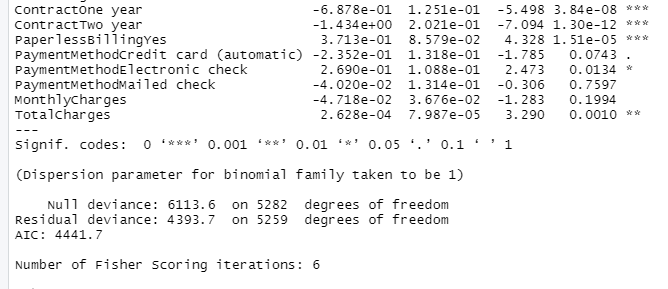 ContractOne year -6.878e-01 1.251e-01 -5.498 3.84e-08 ***
ContractTwo year -1.434e+00 2.021e-01 -7.094 1.30e-12 ***
PaperlessBillingYes 3.713e-01 8.579e-02 4.328 1.51e-05 ***
PaymentMethodCredit card (automatic) -2.352e-01 1.318e-01 -1.785 0.0743 .
PaymentMethodElectronic check 2.690e-01 1.088e-01 2.473 0.0134 *
PaymentMethodMailed check -4.020e-02 1.314e-01 -0.306 0.7597
MonthlyCharges -4.718e-02 3.676e-02 -1.283 0.1994
TotalCharges 2.628e-04 7.987e-05 3.290 0.0010 **
---
Signif. codes: 0 ‘***’ 0.001 ‘**’ 0.01 ‘*’ 0.05 ‘.’ 0.1 ‘ ’ 1
(Dispersion parameter for binomial family taken to be 1)
Null deviance: 6113.6 on 5282 degrees of freedom
Residual deviance: 4393.7 on 5259 degrees of freedom
AIC: 4441.7
Number of Fisher Scoring iterations: 6